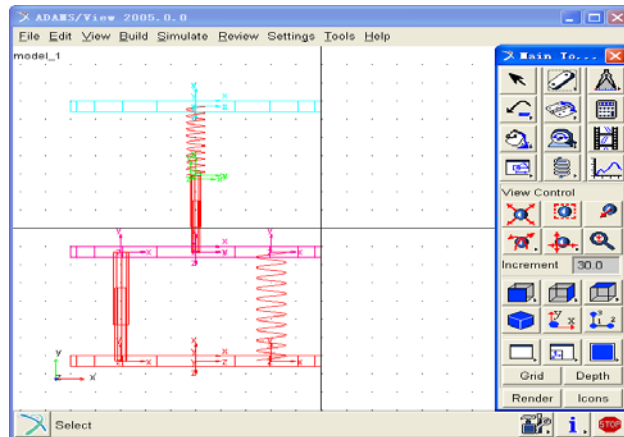 ADAMS/View 2005.0.0
File Edit View Build Simulate Review Settings Tools Help
model_1
Main To...
View Control
Increment 30.0
Grid Depth
Render Icons
Select
STOP